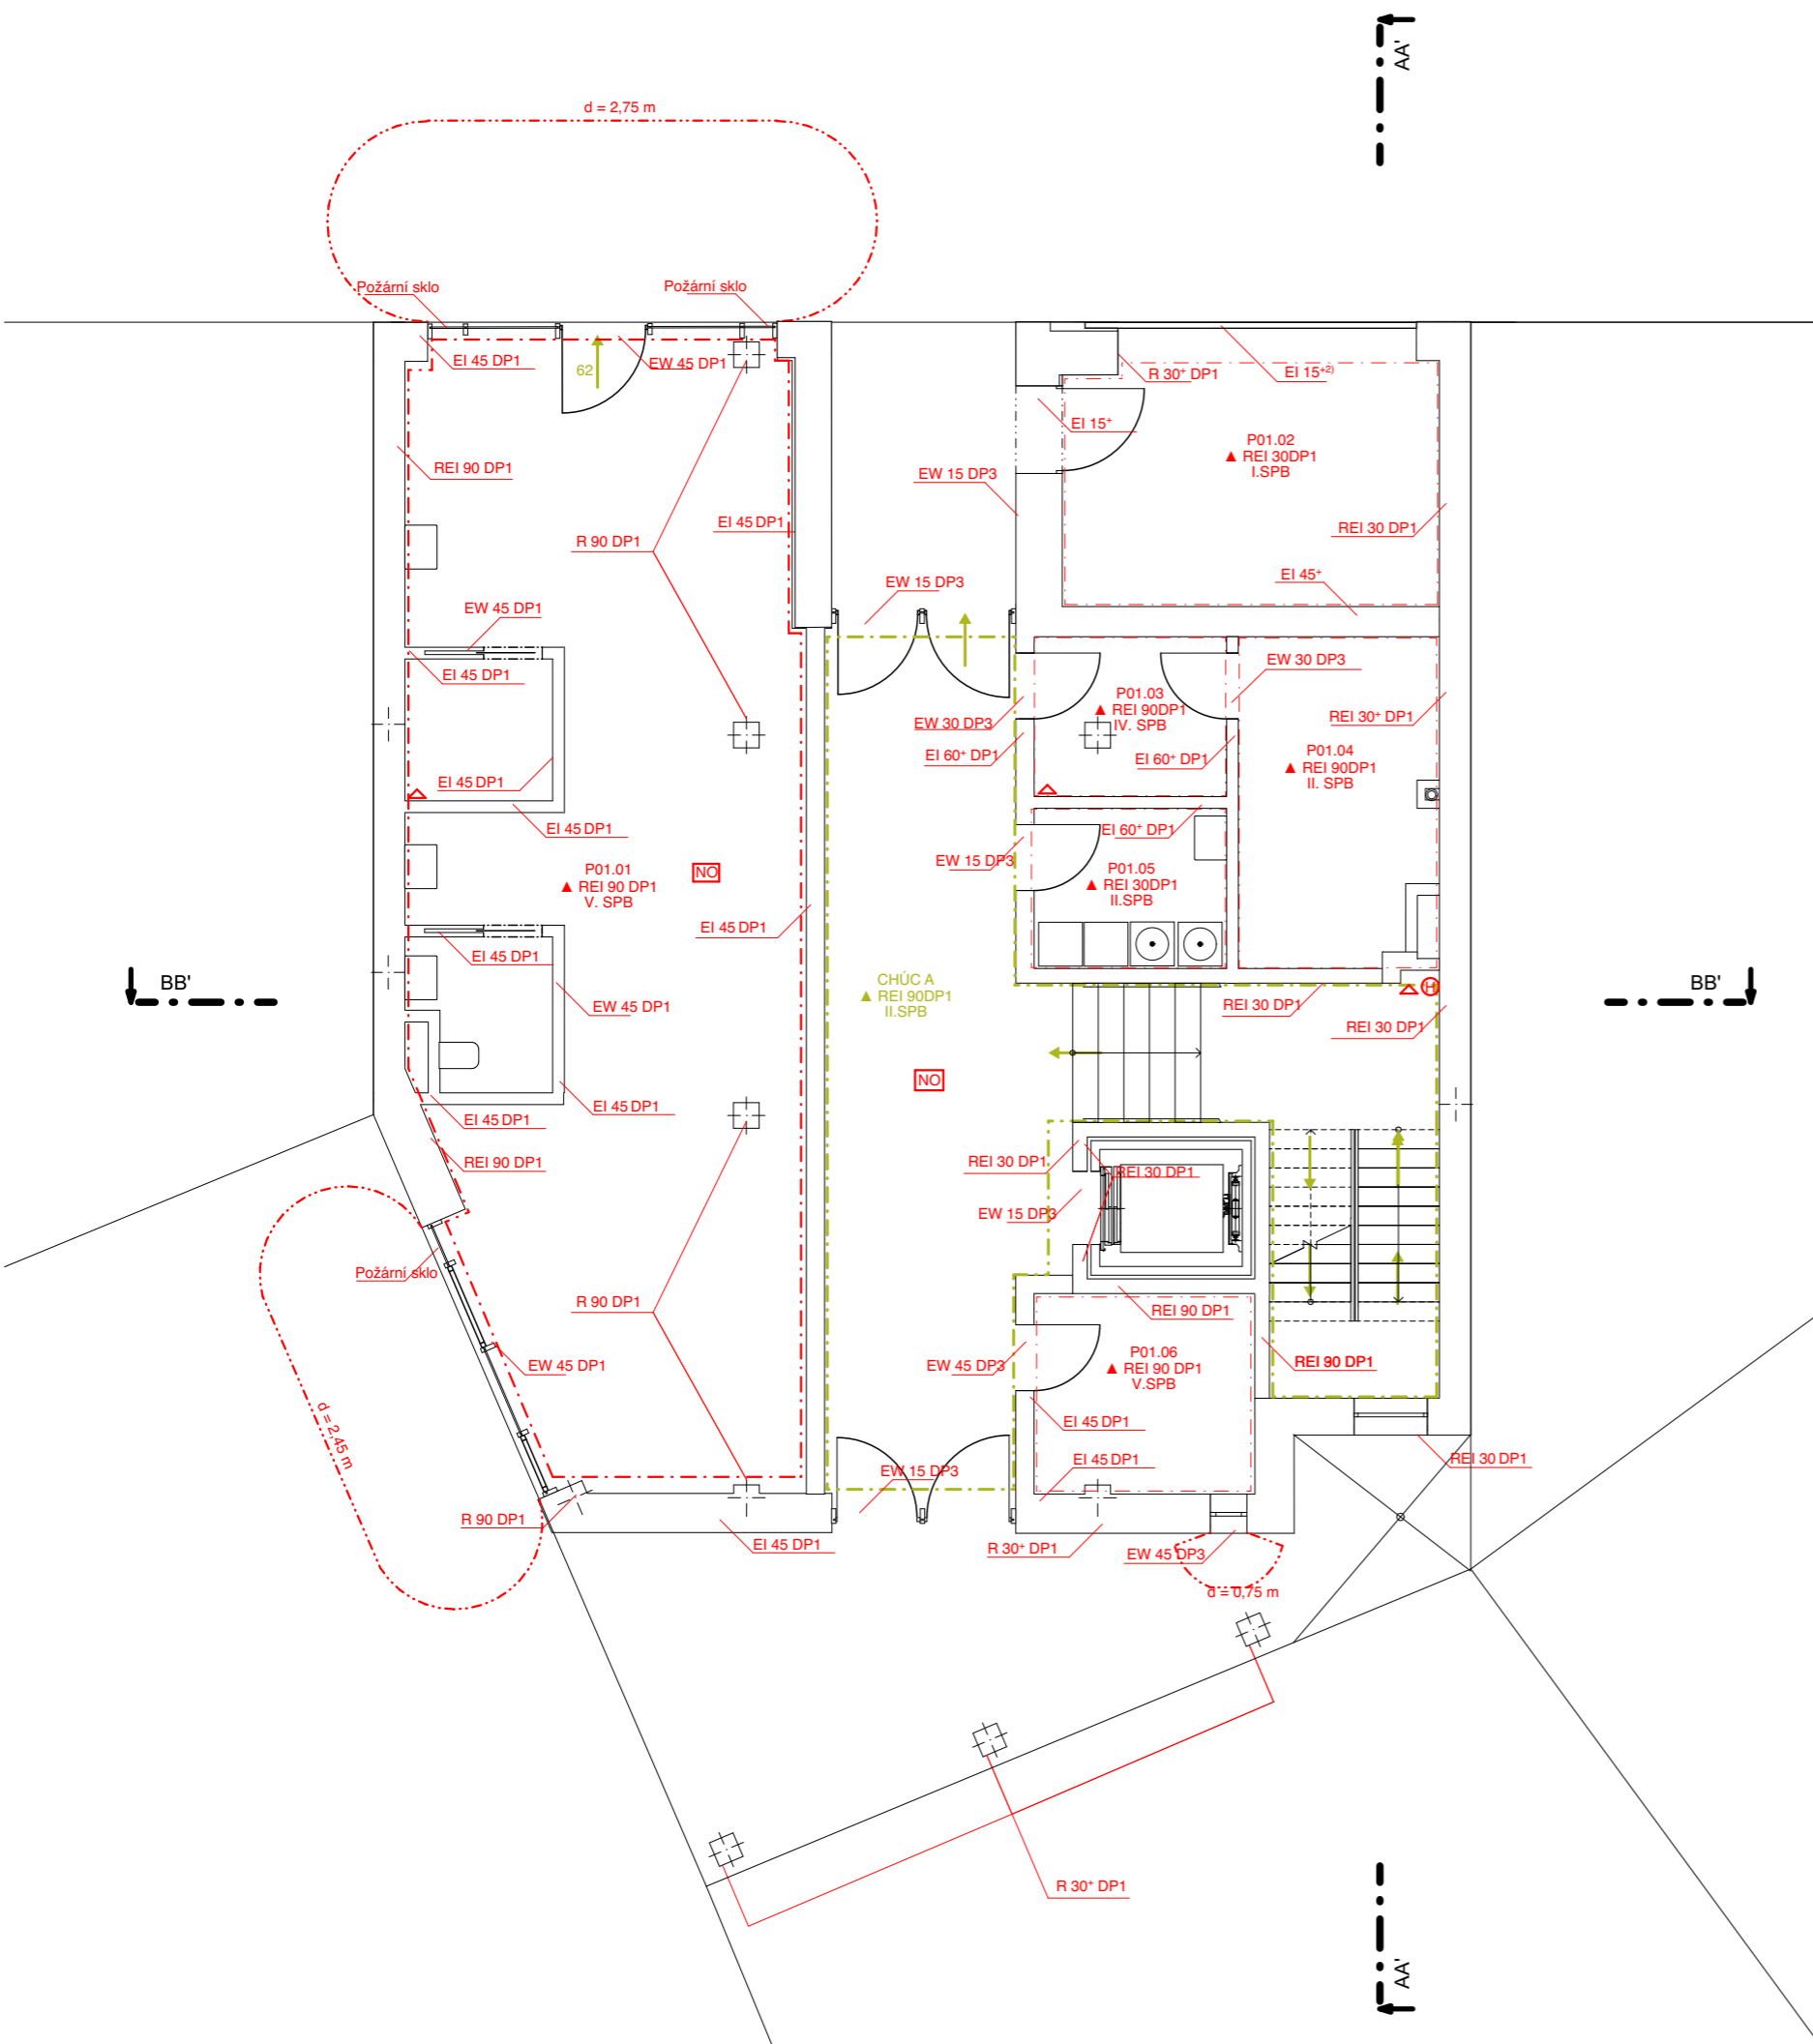 AA'
d = 2,75 m
Požární sklo
Požární sklo
EI 45 DP1
62
EW 45 DP1
R 30⁺ DP1
EI 15⁺²⁾
EI 15⁺
P01.02
▲ REI 30DP1
I.SPB
REI 90 DP1
EW 15 DP3
REI 30 DP1
EI 45 DP1
R 90 DP1
EI 45⁺
EW 15 DP3
EW 45 DP1
EI 45 DP1
EW 30 DP3
P01.03
▲ REI 90DP1
IV. SPB
EW 30 DP3
REI 30⁺ DP1
EI 60⁺ DP1
EI 60⁺ DP1
P01.04
▲ REI 90DP1
II. SPB
EI 45 DP1
EI 45 DP1
EI 60⁺ DP1
EW 15 DP3
P01.01
▲ REI 90 DP1
V. SPB
NO
P01.05
▲ REI 30DP1
II.SPB
EI 45 DP1
EI 45 DP1
BB'
CHÚC A
▲ REI 90DP1
II.SPB
H
BB'
EW 45 DP1
REI 30 DP1
REI 30 DP1
NO
EI 45 DP1
EI 45 DP1
REI 90 DP1
REI 30 DP1
REI 30 DP1
EW 15 DP3
Požární sklo
R 90 DP1
REI 90 DP1
EW 45 DP1
EW 45 DP3
P01.06
▲ REI 90 DP1
V.SPB
REI 90 DP1
d = 2,45 m
EI 45 DP1
EW 15 DP3
EI 45 DP1
REI 30 DP1
R 90 DP1
EI 45 DP1
R 30⁺ DP1
EW 45 DP3
d = 0,75 m
R 30⁺ DP1
AA'